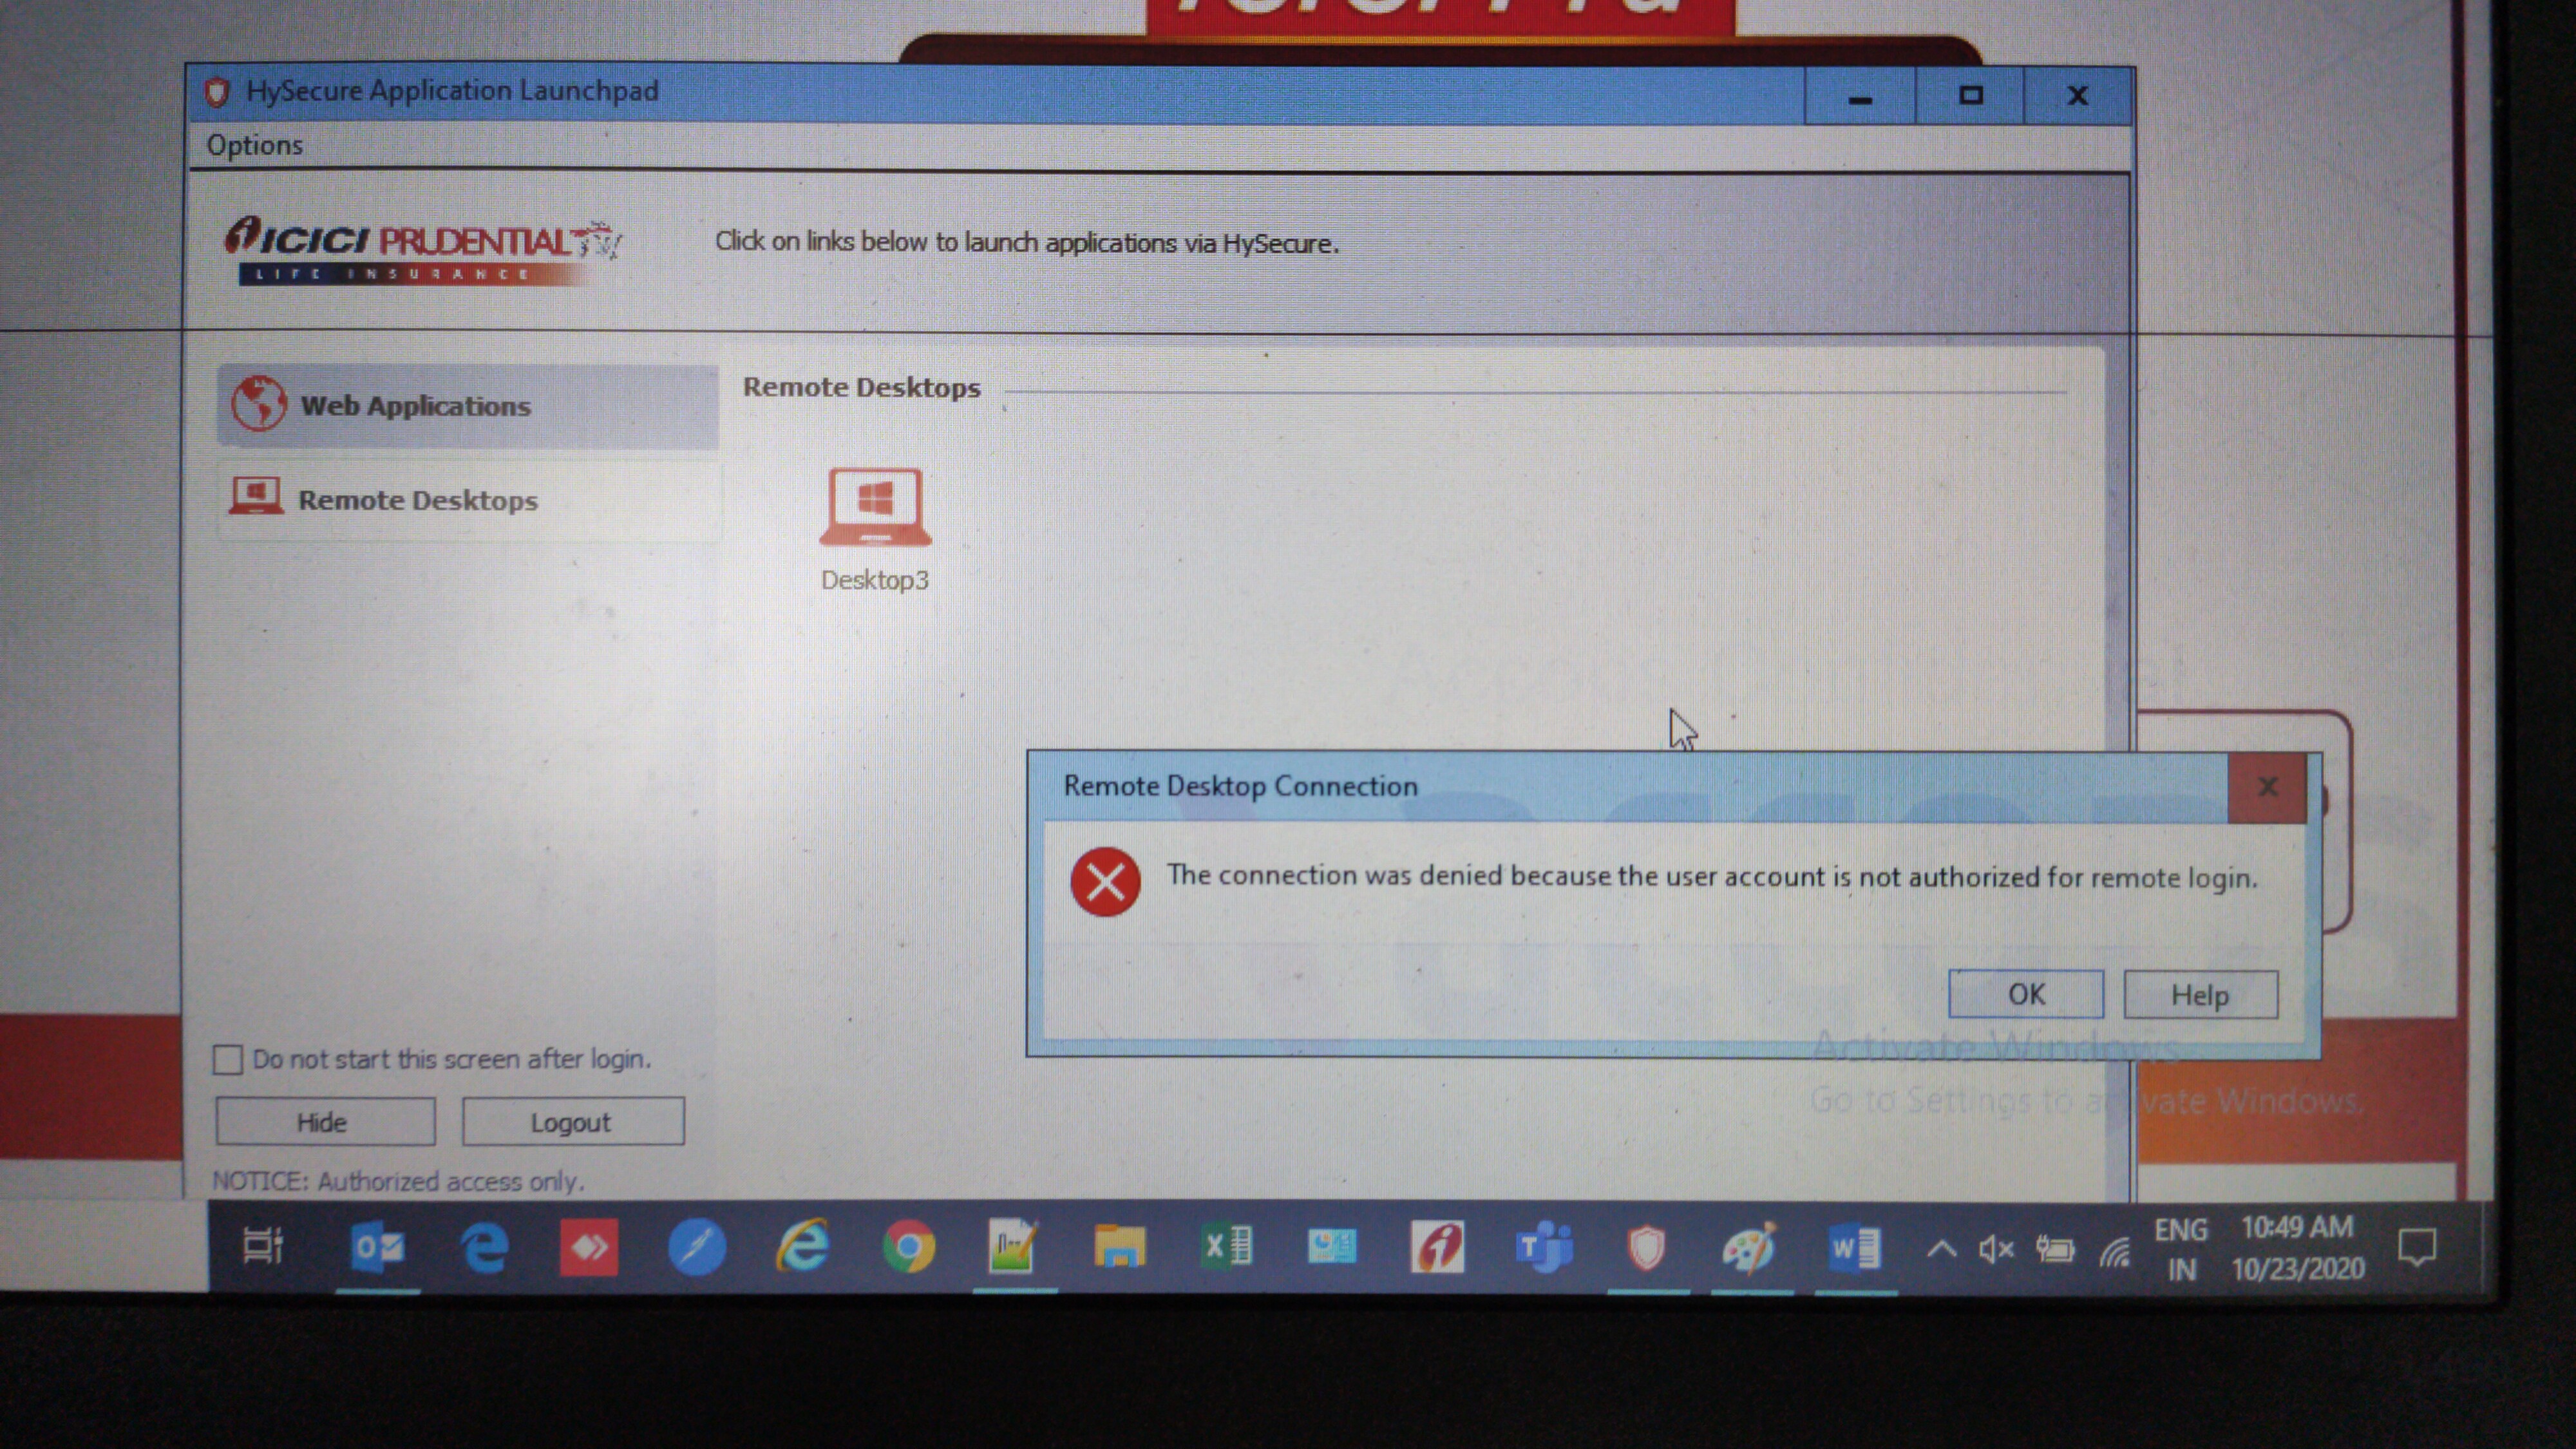 HySecure Application Launchpad
Options
ICICI PRUDENTIAL
LIFE INSURANCE
Click on links below to launch applications via HySecure.
Web Applications
Remote Desktops
Remote Desktops
Desktop3
Remote Desktop Connection
The connection was denied because the user account is not authorized for remote login.
OK
Help
Activate Windows
Go to Settings to activate Windows.
Do not start this screen after login.
Hide
Logout
NOTICE: Authorized access only.
ENG
IN
10:49 AM
10/23/2020